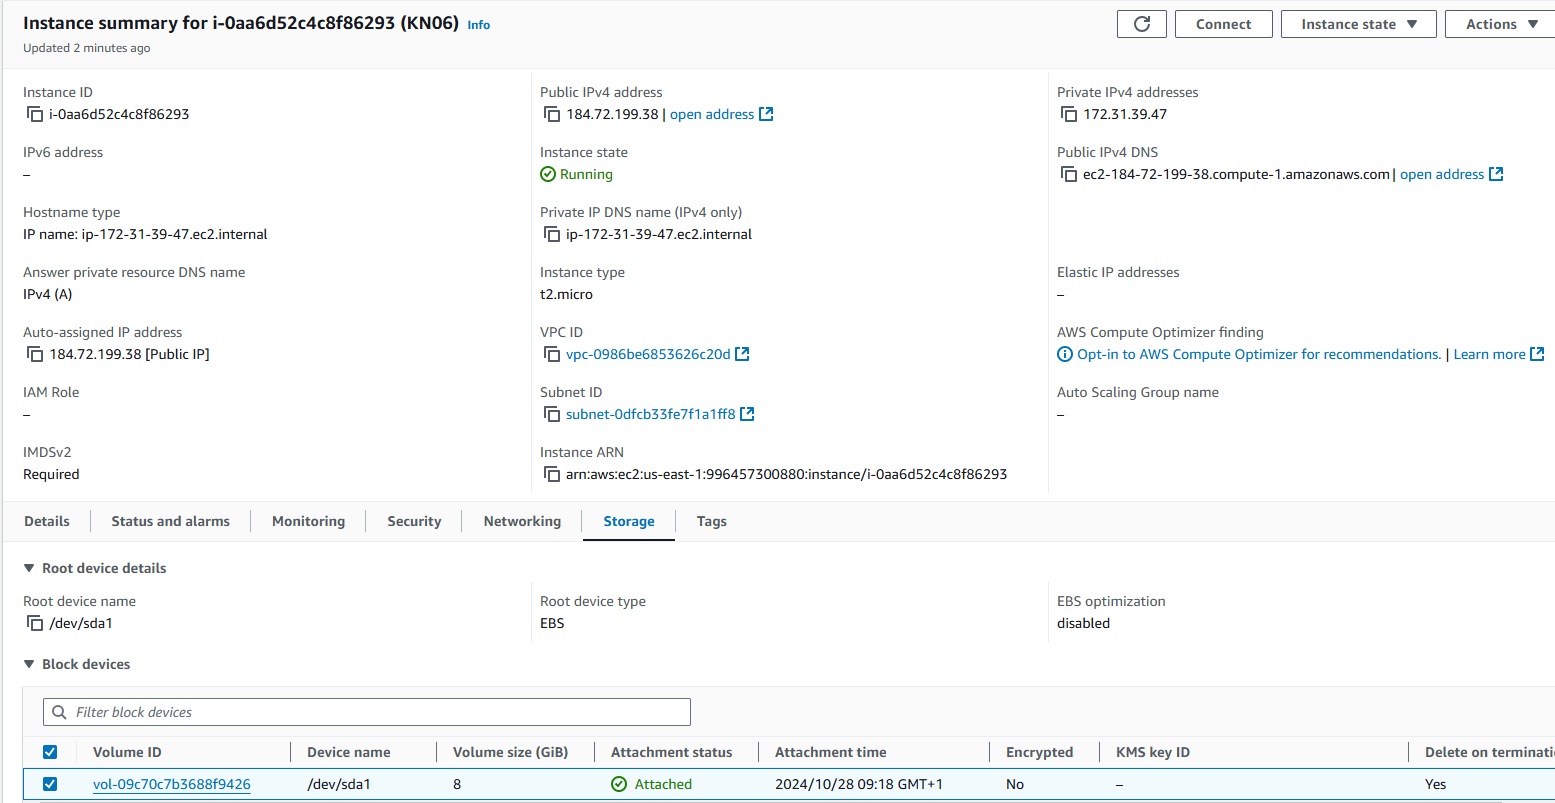 Instance summary for i-0aa6d52c4c8f86293 (KN06) Info
Updated 2 minutes ago
Connect
Instance state
Actions
Instance ID
i-0aa6d52c4c8f86293
Public IPv4 address
184.72.199.38 | open address
Private IPv4 addresses
172.31.39.47
IPv6 address
–
Instance state
Running
Public IPv4 DNS
ec2-184-72-199-38.compute-1.amazonaws.com | open address
Hostname type
IP name: ip-172-31-39-47.ec2.internal
Private IP DNS name (IPv4 only)
ip-172-31-39-47.ec2.internal
Answer private resource DNS name
IPv4 (A)
Instance type
t2.micro
Elastic IP addresses
–
Auto-assigned IP address
184.72.199.38 [Public IP]
VPC ID
vpc-0986be6853626c20d
AWS Compute Optimizer finding
Opt-in to AWS Compute Optimizer for recommendations. | Learn more
IAM Role
–
Subnet ID
subnet-0dfcb33fe7f1a1ff8
Auto Scaling Group name
–
IMDSv2
Required
Instance ARN
arn:aws:ec2:us-east-1:996457300880:instance/i-0aa6d52c4c8f86293
Details Status and alarms Monitoring Security Networking Storage Tags
Root device details
Root device name
/dev/sda1
Root device type
EBS
EBS optimization
disabled
Block devices
Filter block devices
Volume ID Device name Volume size (GiB) Attachment status Attachment time Encrypted KMS key ID Delete on terminati
vol-09c70c7b3688f9426 /dev/sda1 8 Attached 2024/10/28 09:18 GMT+1 No – Yes